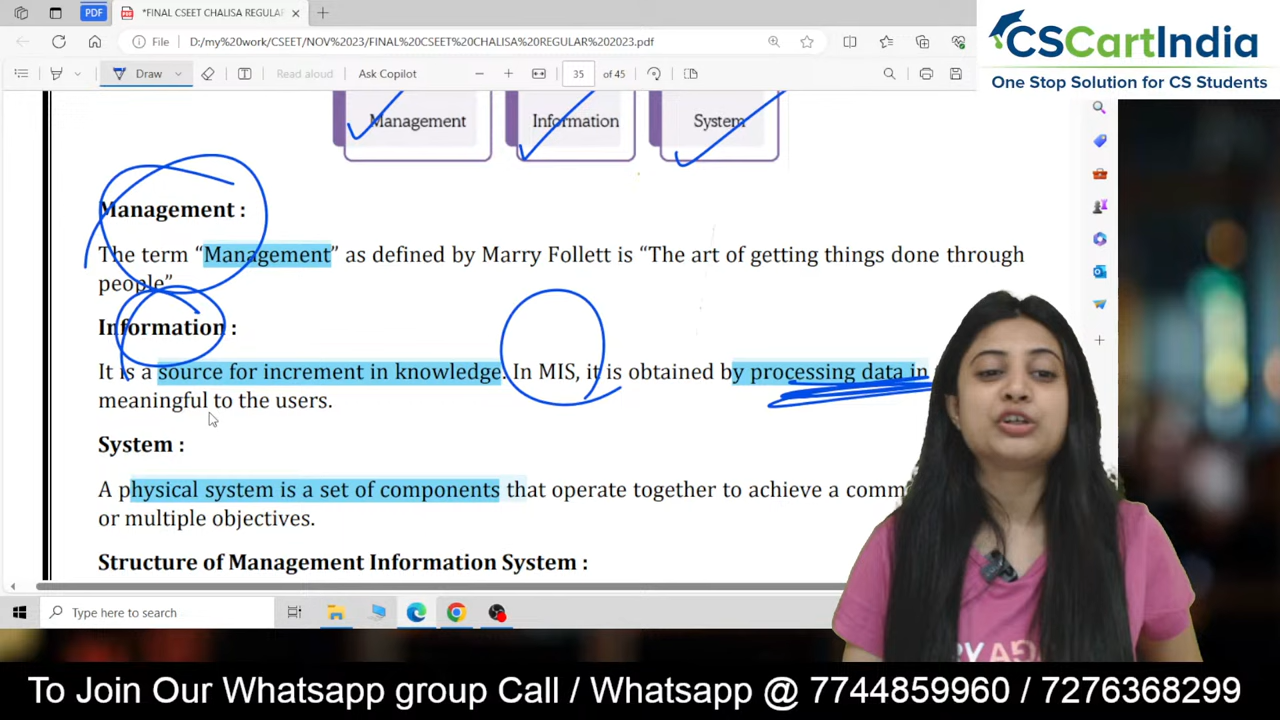 PDF
*FINAL CSEET CHALISA REGULAR
File
D:/my%20work/CSEET/NOV%2023/FINAL%20CSEET%20CHALISA%20REGULAR%202023.pdf
CSCartIndia
One Stop Solution for CS Students
Draw
Read aloud
Ask Copilot
35
of 45
Management
Information
System
Management :
The term “Management” as defined by Marry Follett is “The art of getting things done through
people”
Information :
It is a source for increment in knowledge. In MIS, it is obtained by processing data in
meaningful to the users.
System :
A physical system is a set of components that operate together to achieve a comm
or multiple objectives.
Structure of Management Information System :
Type here to search
To Join Our Whatsapp group Call / Whatsapp @ 7744859960 / 7276368299